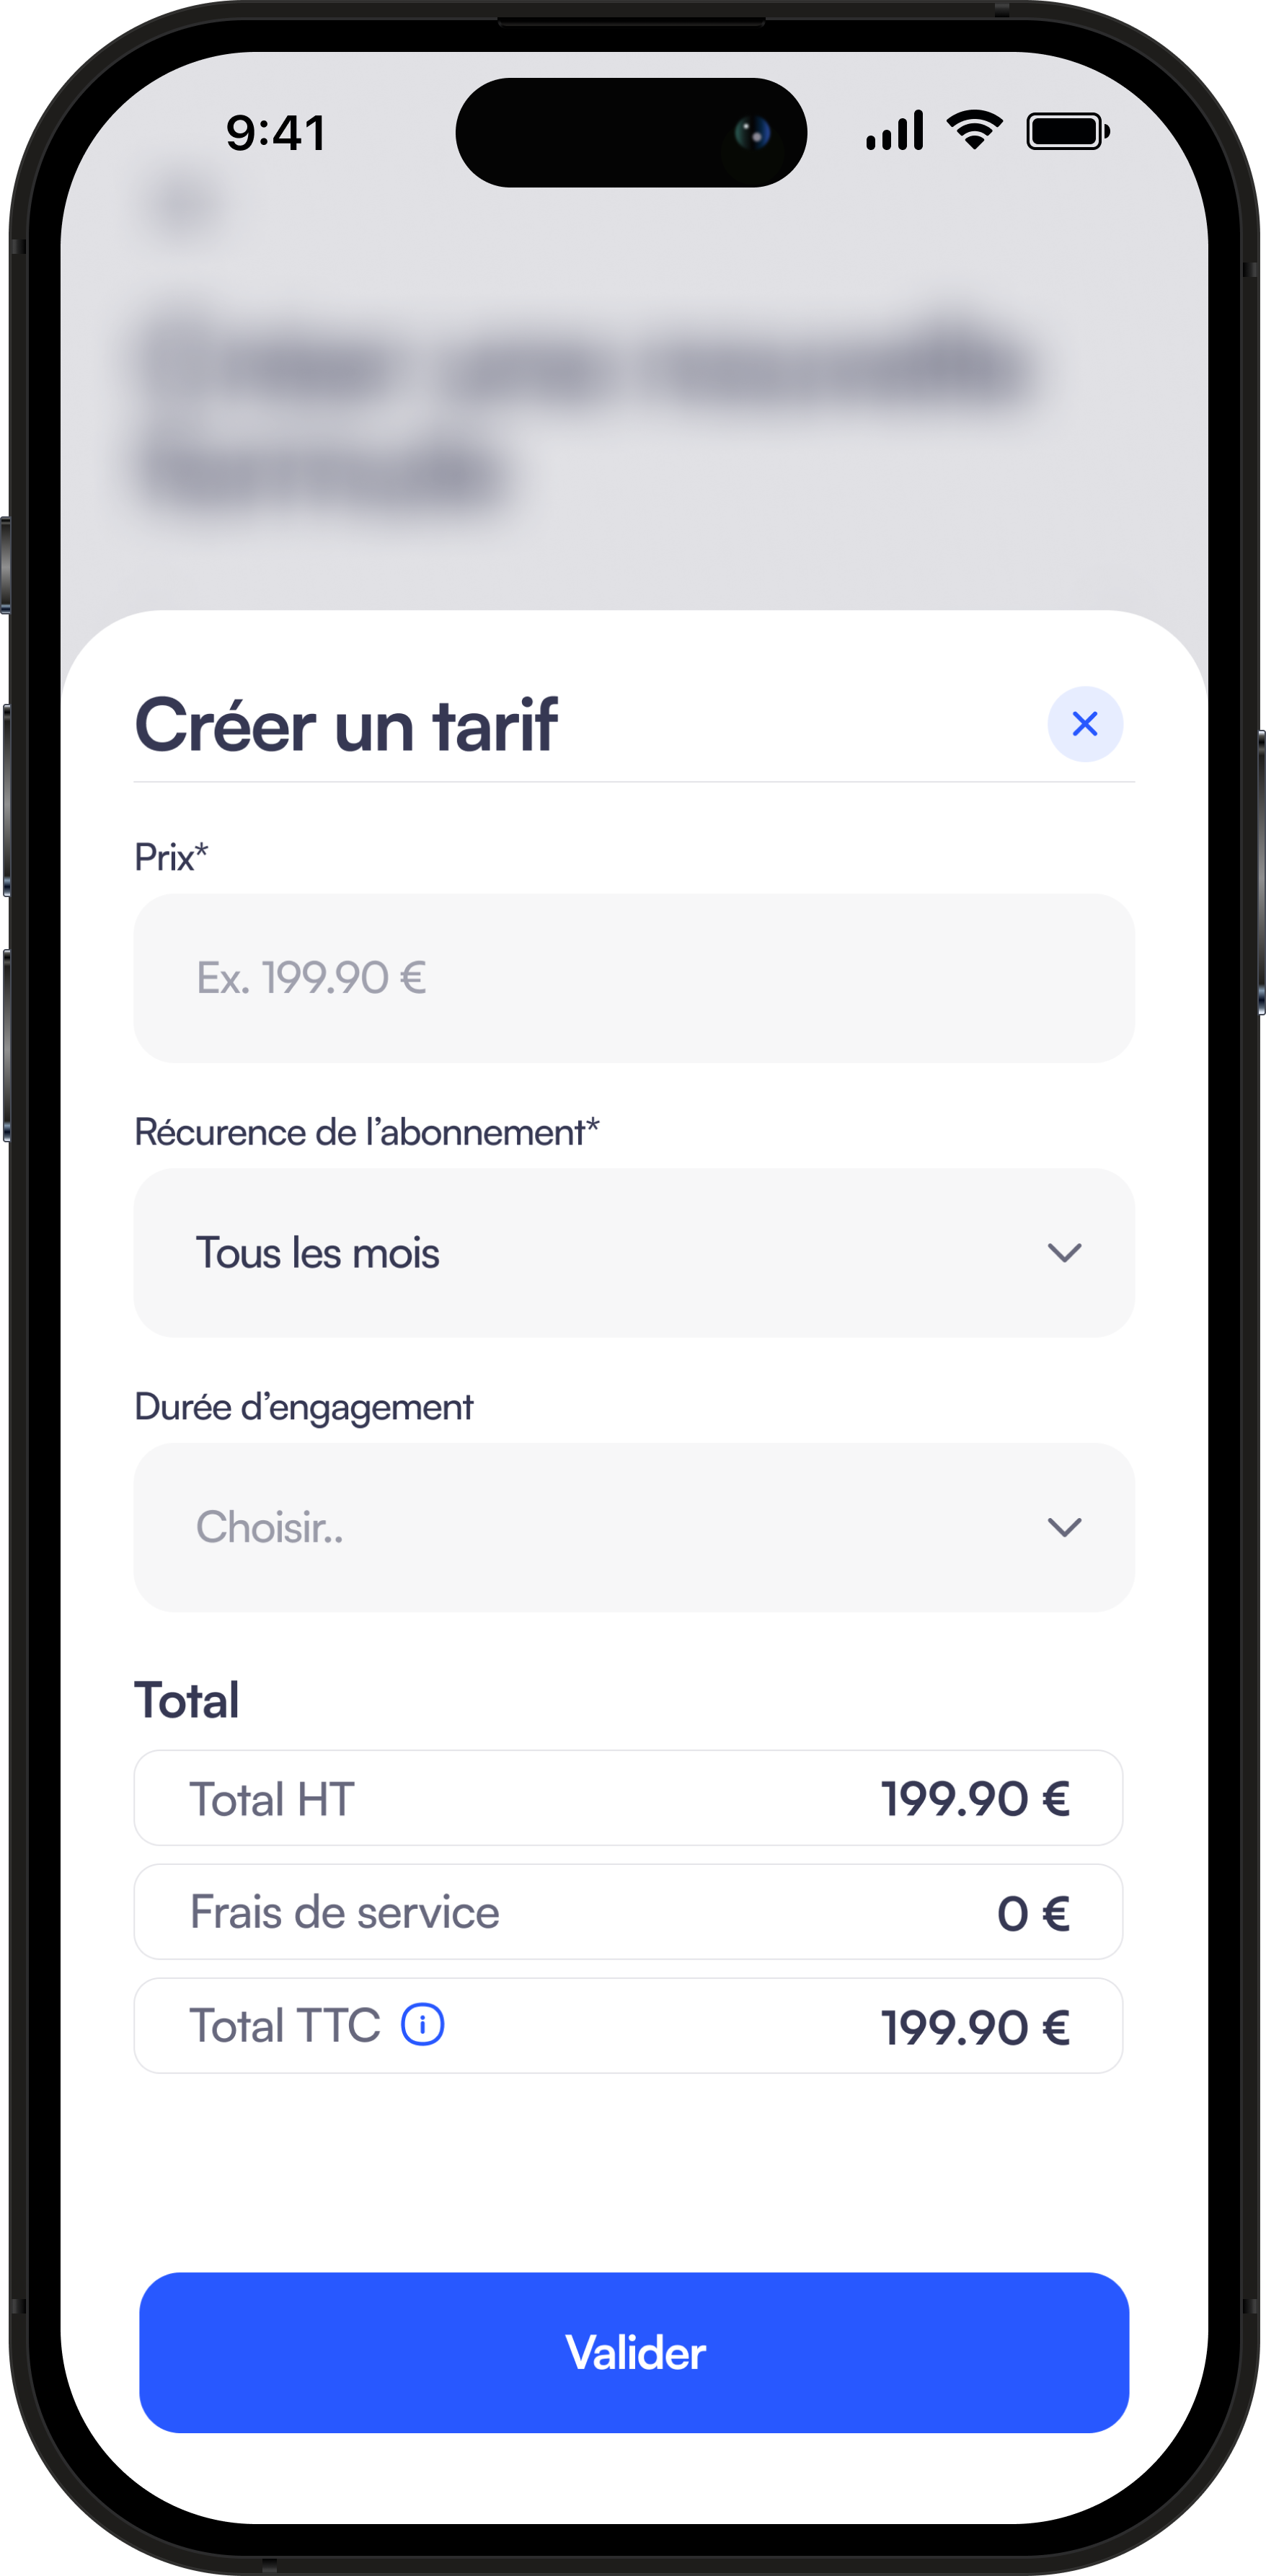 9:41
Créer un tarif
Prix*
Ex. 199.90 €
Récurence de l’abonnement*
Tous les mois
Durée d’engagement
Choisir..
Total
Total HT 199.90 €
Frais de service 0 €
Total TTC 199.90 €
Valider